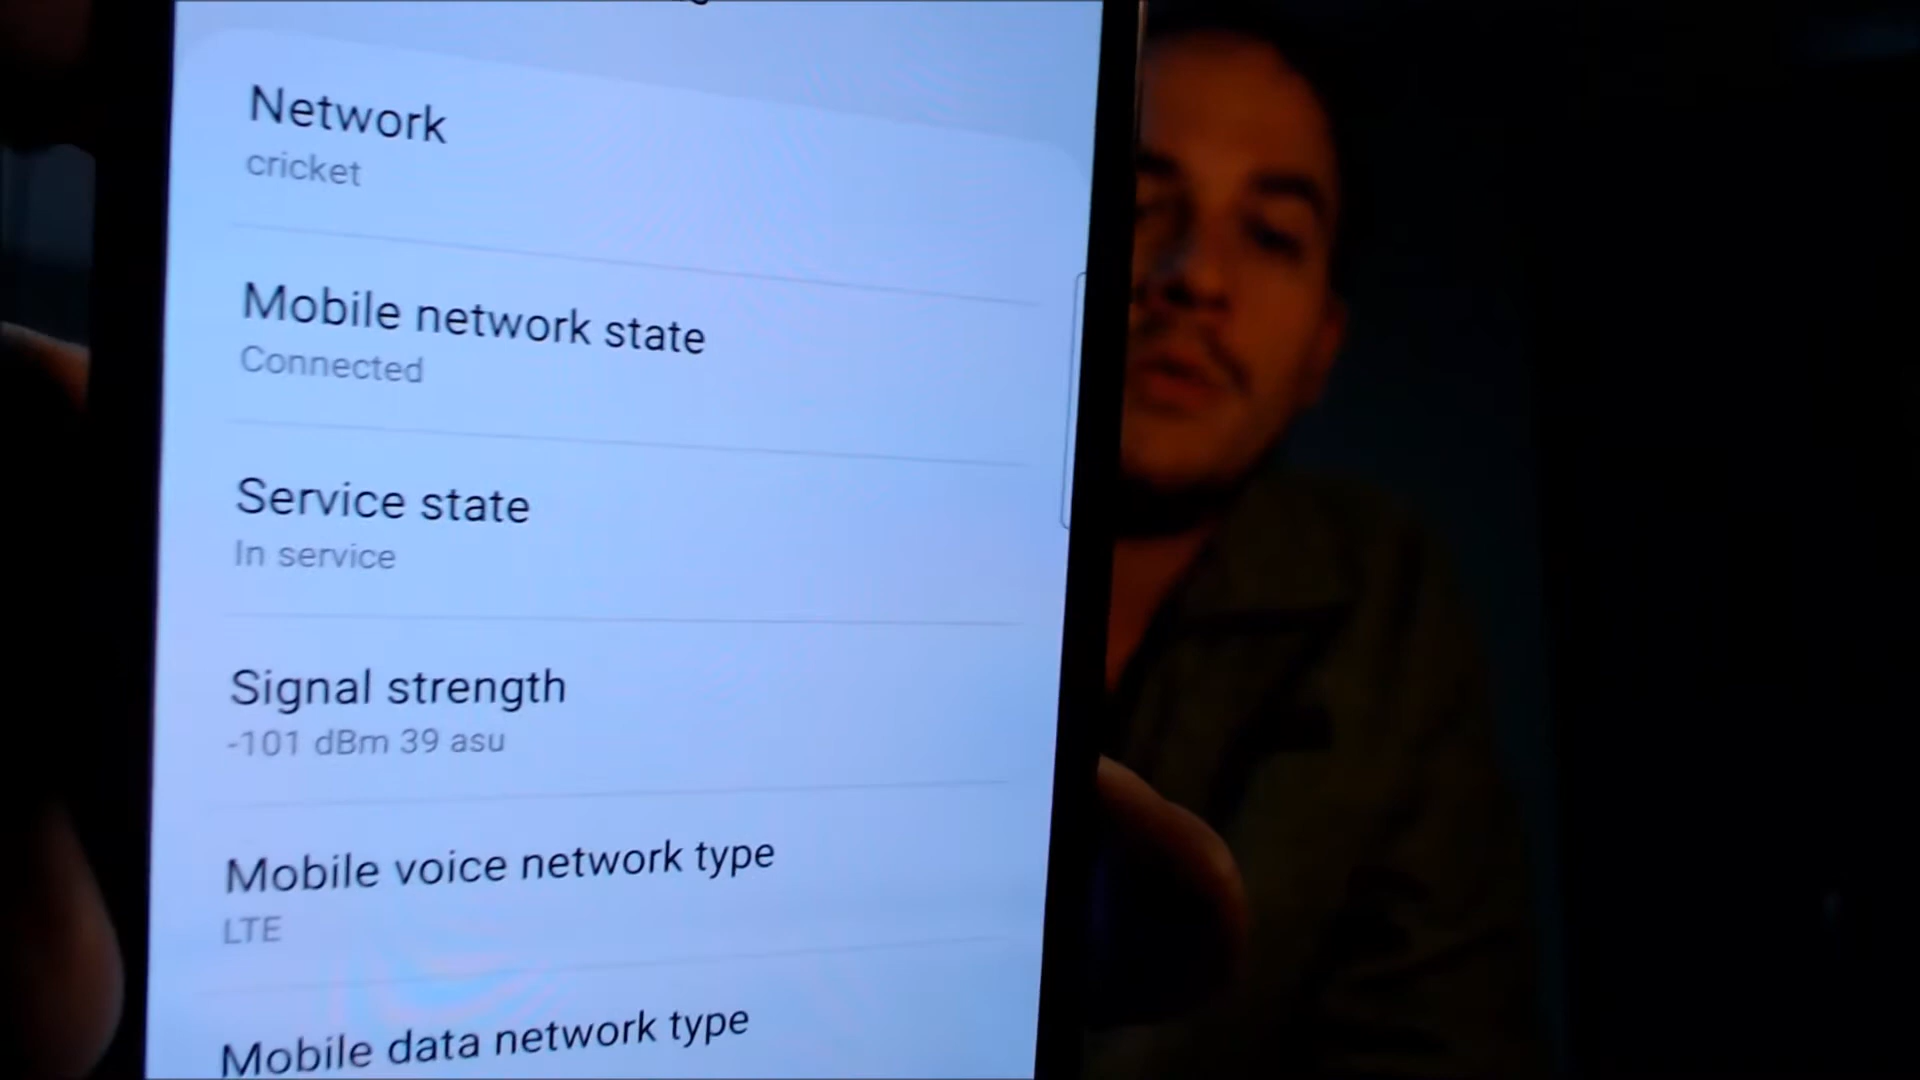 Network
cricket
Mobile network state
Connected
Service state
In service
Signal strength
-101 dBm 39 asu
Mobile voice network type
LTE
Mobile data network type